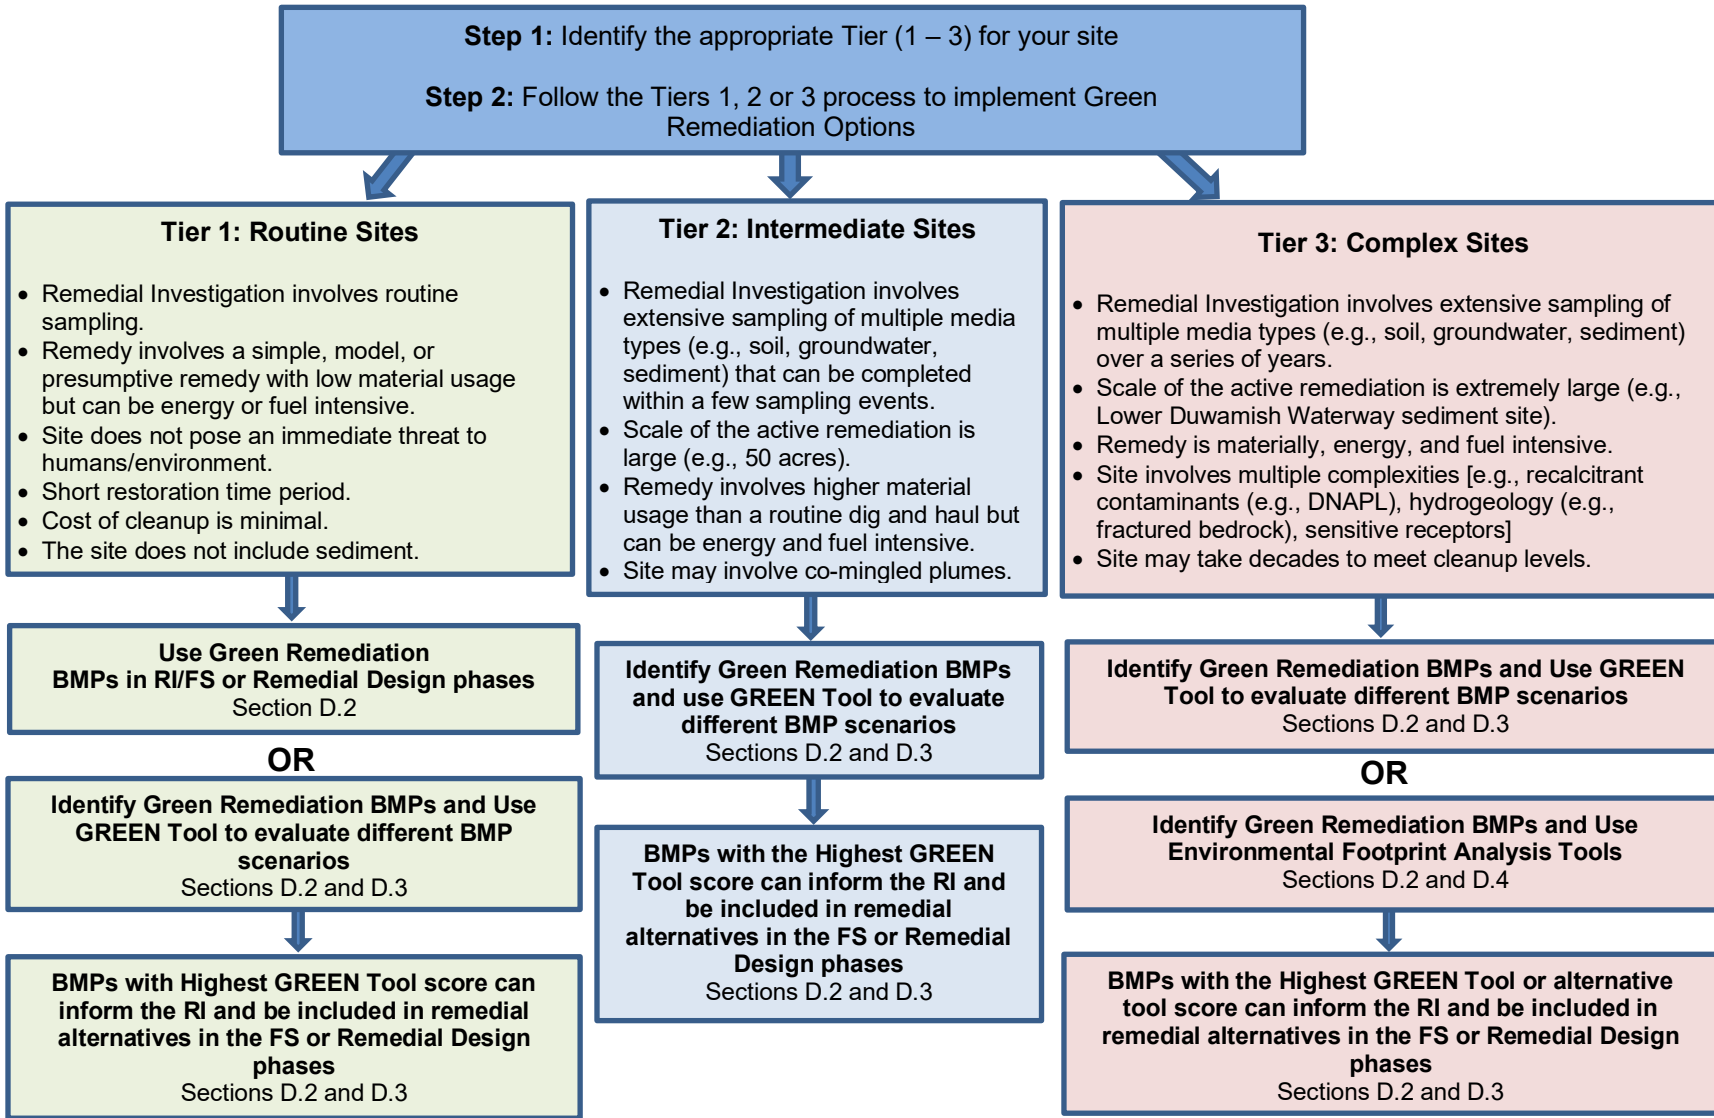 Step 1: Identify the appropriate Tier (1 – 3) for your site
Step 2: Follow the Tiers 1, 2 or 3 process to implement Green
Remediation Options
Tier 1: Routine Sites
• Remedial Investigation involves routine
sampling.
• Remedy involves a simple, model, or
presumptive remedy with low material usage
but can be energy or fuel intensive.
• Site does not pose an immediate threat to
humans/environment.
• Short restoration time period.
• Cost of cleanup is minimal.
• The site does not include sediment.
Use Green Remediation
BMPs in RI/FS or Remedial Design phases
Section D.2
OR
Identify Green Remediation BMPs and Use
GREEN Tool to evaluate different BMP
scenarios
Sections D.2 and D.3
BMPs with Highest GREEN Tool score can
inform the RI and be included in remedial
alternatives in the FS or Remedial Design
phases
Sections D.2 and D.3
Tier 2: Intermediate Sites
• Remedial Investigation involves
extensive sampling of multiple media
types (e.g., soil, groundwater,
sediment) that can be completed
within a few sampling events.
• Scale of the active remediation is
large (e.g., 50 acres).
• Remedy involves higher material
usage than a routine dig and haul but
can be energy and fuel intensive.
• Site may involve co-mingled plumes.
Identify Green Remediation BMPs
and use GREEN Tool to evaluate
different BMP scenarios
Sections D.2 and D.3
BMPs with the Highest GREEN
Tool score can inform the RI and
be included in remedial
alternatives in the FS or Remedial
Design phases
Sections D.2 and D.3
Tier 3: Complex Sites
• Remedial Investigation involves extensive sampling of
multiple media types (e.g., soil, groundwater, sediment)
over a series of years.
• Scale of the active remediation is extremely large (e.g.,
Lower Duwamish Waterway sediment site).
• Remedy is materially, energy, and fuel intensive.
• Site involves multiple complexities [e.g., recalcitrant
contaminants (e.g., DNAPL), hydrogeology (e.g.,
fractured bedrock), sensitive receptors]
• Site may take decades to meet cleanup levels.
Identify Green Remediation BMPs and Use GREEN
Tool to evaluate different BMP scenarios
Sections D.2 and D.3
OR
Identify Green Remediation BMPs and Use
Environmental Footprint Analysis Tools
Sections D.2 and D.4
BMPs with the Highest GREEN Tool or alternative
tool score can inform the RI and be included in
remedial alternatives in the FS or Remedial Design
phases
Sections D.2 and D.3